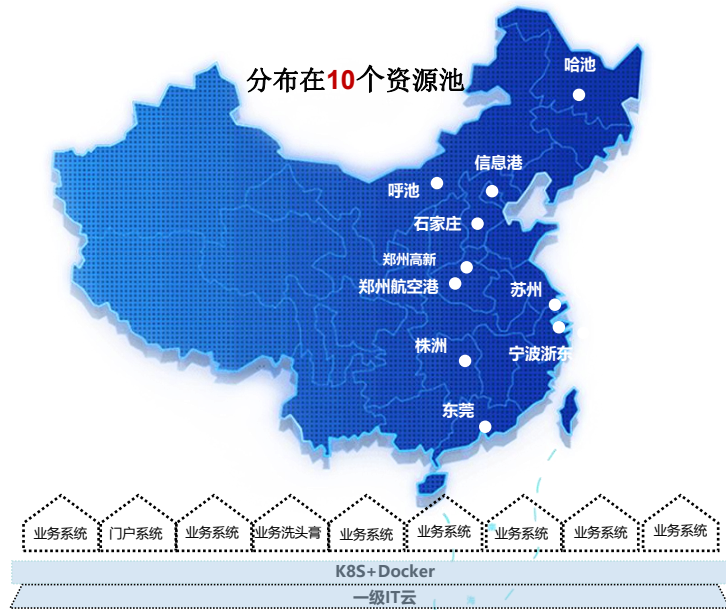 分布在10个资源池
哈池
信息港
呼池
石家庄
郑州高新
郑州航空港
苏州
株洲
宁波浙东
东莞
业务系统
门户系统
业务系统
业务洗头膏
业务系统
业务系统
业务系统
业务系统
业务系统
K8S+Docker
一级IT云
海